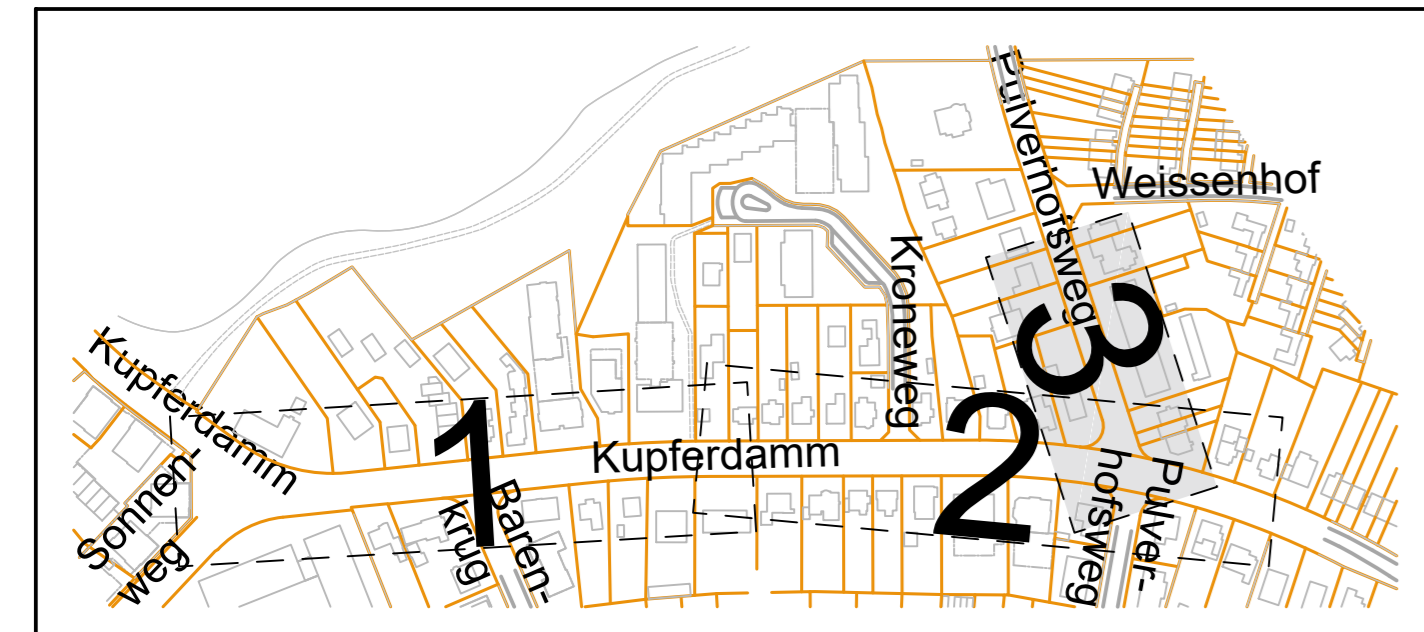 Pulverhofsweg
Weissenhof
Kroneweg
Kupferdamm
3
1
2
Kupferdamm
Sonnen-
weg
Baren-
krug
Pulver-
hofsweg